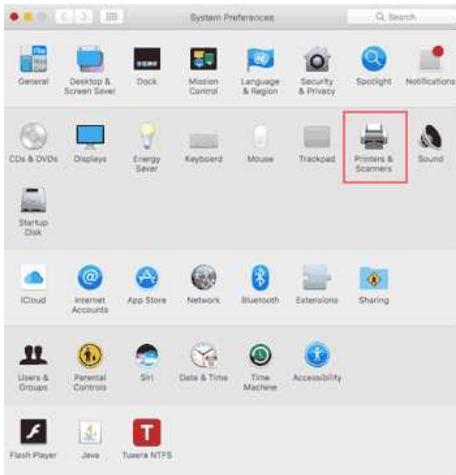 System Preferences
Search
General
Desktop &
Screen Saver
Dock
Mission
Control
Language
& Region
Security
& Privacy
Spotlight
Notifications
CDs & DVDs
Displays
Energy
Saver
Keyboard
Mouse
Trackpad
Printers &
Scanners
Sound
Startup
Disk
iCloud
Internet
Accounts
App Store
Network
Bluetooth
Extensions
Sharing
Users &
Groups
Parental
Controls
Siri
Date & Time
Time
Machine
Accessibility
Flash Player
Java
Tuxera NTFS